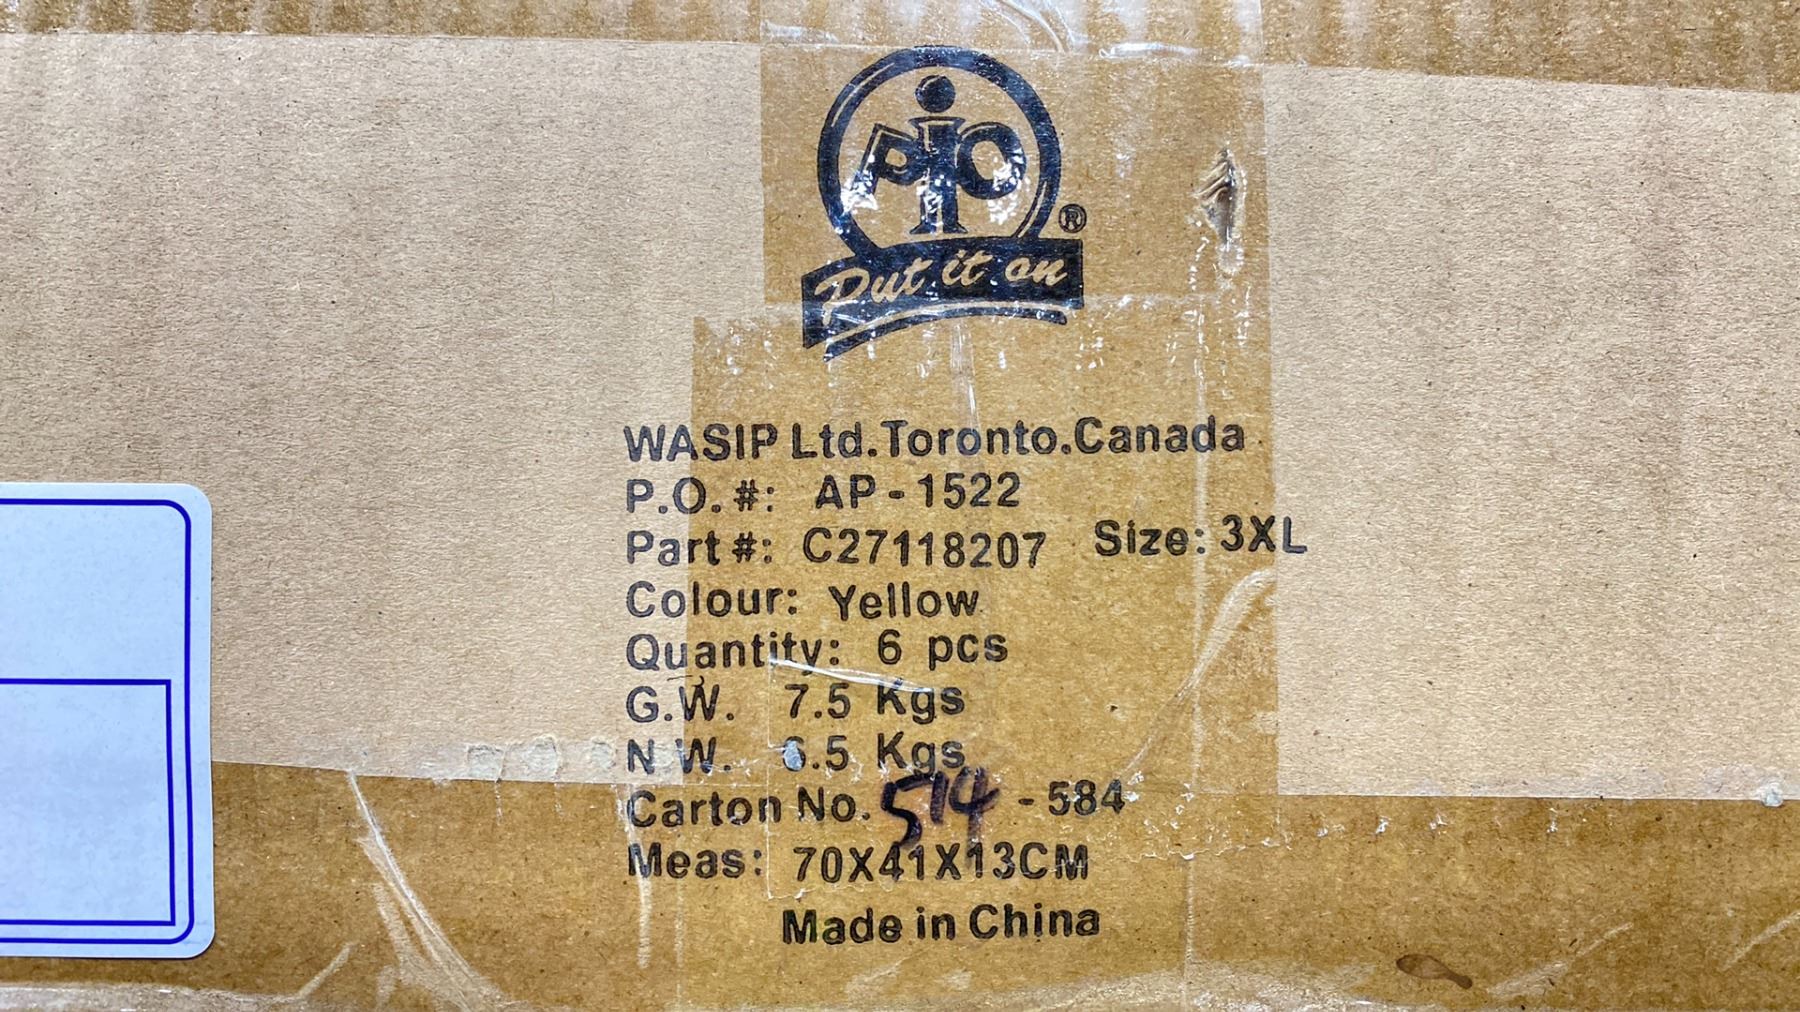 PiO
®
Put it on
WASIP Ltd.Toronto.Canada
P.O.#: AP-1522
Part#: C27118207 Size: 3XL
Colour: Yellow
Quantity: 6 pcs
G.W. 7.5 Kgs
N.W. 6.5 Kgs
Carton No. 514 - 584
Meas: 70X41X13CM
Made in China